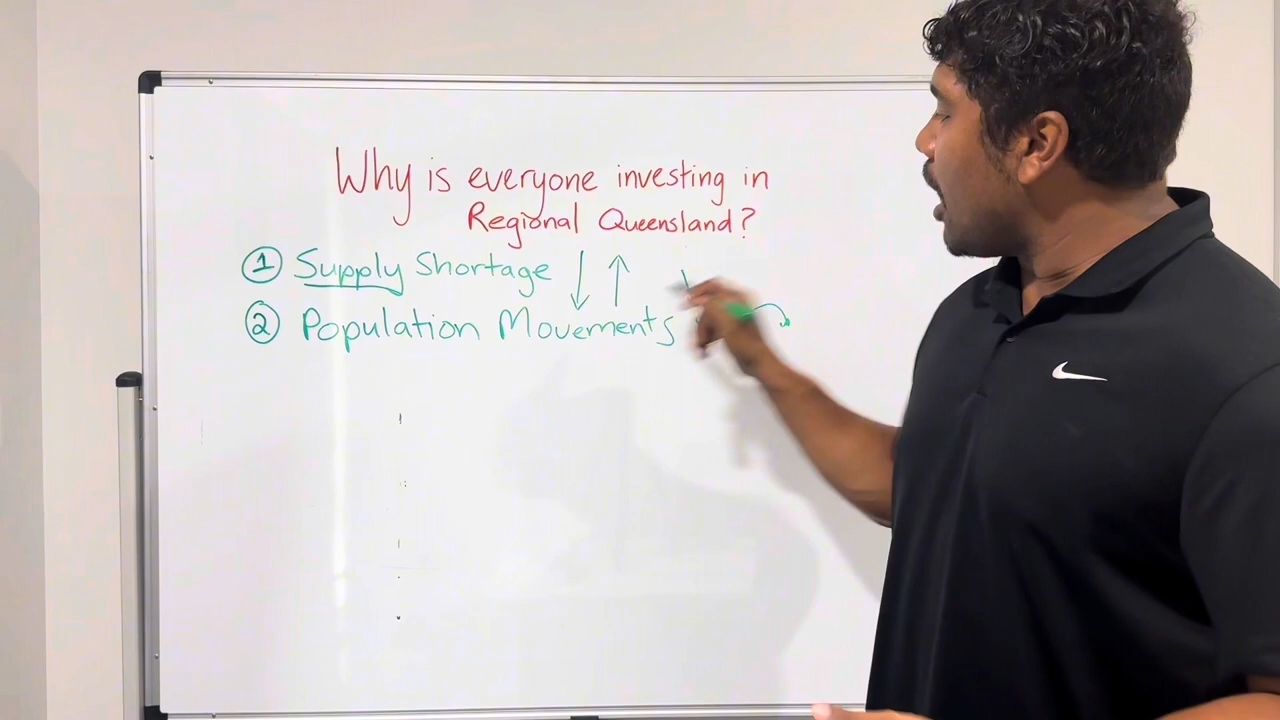 Why is everyone investing in
Regional Queensland?
① Supply Shortage ↓ ↑
② Population Movements